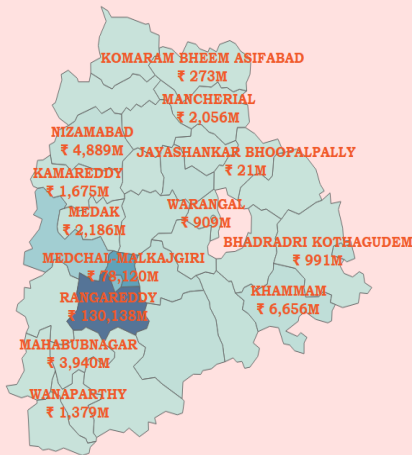 KOMARAM BHEEM ASIFABAD
₹ 273M
MANCHERIAL
₹ 2,056M
NIZAMABAD
₹ 4,889M
JAYASHANKAR BHOOPALPALLY
₹ 21M
KAMAREDDY
₹ 1,675M
MEDAK
₹ 2,186M
WARANGAL
₹ 909M
BHADRADRI KOTHAGUDEM
₹ 991M
MEDCHAL MALKAJGIRI
₹ 78,120M
RANGAREDDY
₹ 130,138M
KHAMMAM
₹ 6,656M
MAHABUBNAGAR
₹ 3,940M
WANAPARTHY
₹ 1,379M